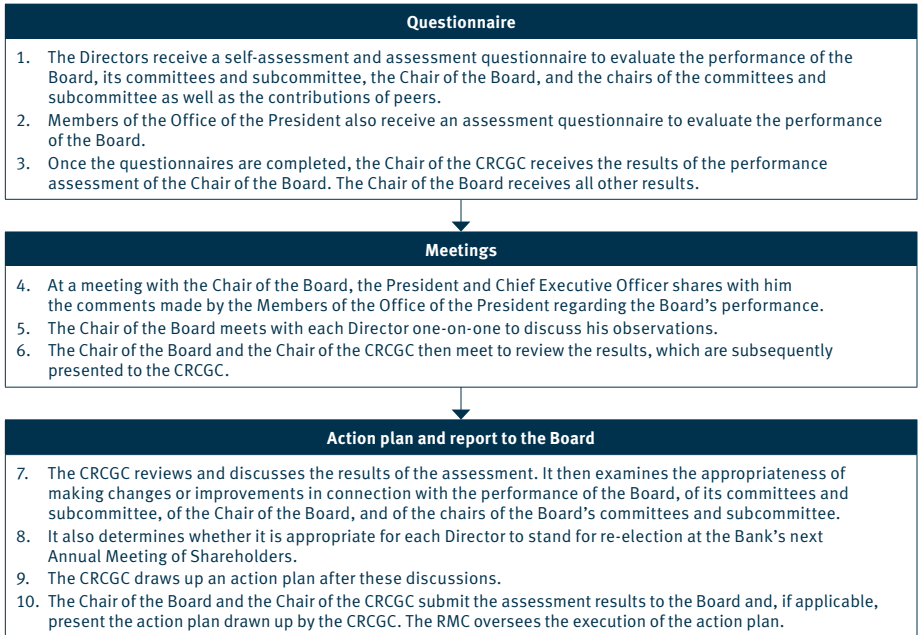 Questionnaire
1. The Directors receive a self-assessment and assessment questionnaire to evaluate the performance of the
Board, its committees and subcommittee, the Chair of the Board, and the chairs of the committees and
subcommittee as well as the contributions of peers.
2. Members of the Office of the President also receive an assessment questionnaire to evaluate the performance
of the Board.
3. Once the questionnaires are completed, the Chair of the CRCGC receives the results of the performance
assessment of the Chair of the Board. The Chair of the Board receives all other results.
Meetings
4. At a meeting with the Chair of the Board, the President and Chief Executive Officer shares with him
the comments made by the Members of the Office of the President regarding the Board’s performance.
5. The Chair of the Board meets with each Director one-on-one to discuss his observations.
6. The Chair of the Board and the Chair of the CRCGC then meet to review the results, which are subsequently
presented to the CRCGC.
Action plan and report to the Board
7. The CRCGC reviews and discusses the results of the assessment. It then examines the appropriateness of
making changes or improvements in connection with the performance of the Board, of its committees and
subcommittee, of the Chair of the Board, and of the chairs of the Board’s committees and subcommittee.
8. It also determines whether it is appropriate for each Director to stand for re-election at the Bank’s next
Annual Meeting of Shareholders.
9. The CRCGC draws up an action plan after these discussions.
10. The Chair of the Board and the Chair of the CRCGC submit the assessment results to the Board and, if applicable,
present the action plan drawn up by the CRCGC. The RMC oversees the execution of the action plan.